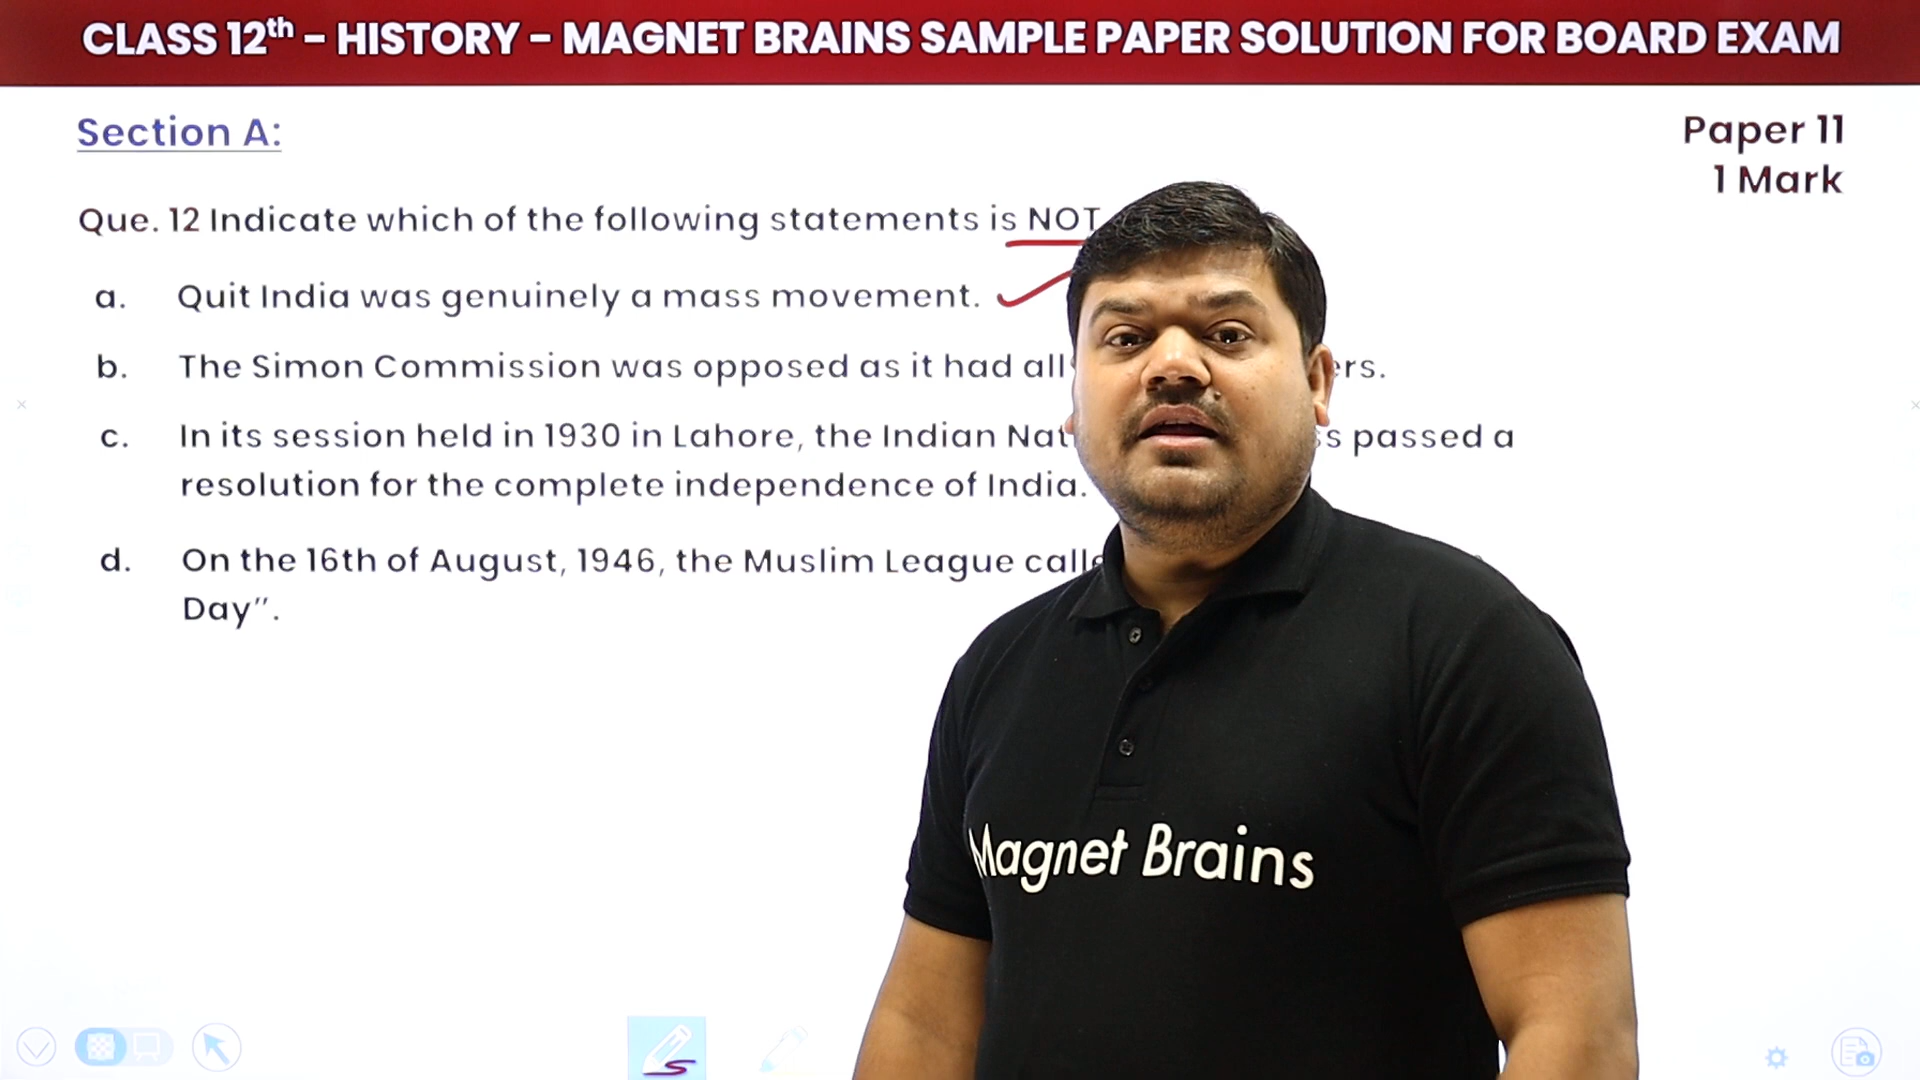 CLASS 12th - HISTORY - MAGNET BRAINS SAMPLE PAPER SOLUTION FOR BOARD EXAM
Section A:
Paper 11
1 Mark
Que. 12 Indicate which of the following statements is NOT
a. Quit India was genuinely a mass movement.
b. The Simon Commission was opposed as it had all
c. In its session held in 1930 in Lahore, the Indian passed a
resolution for the complete independence of India.
d. On the 16th of August, 1946, the Muslim League
Day”.
Magnet Brains